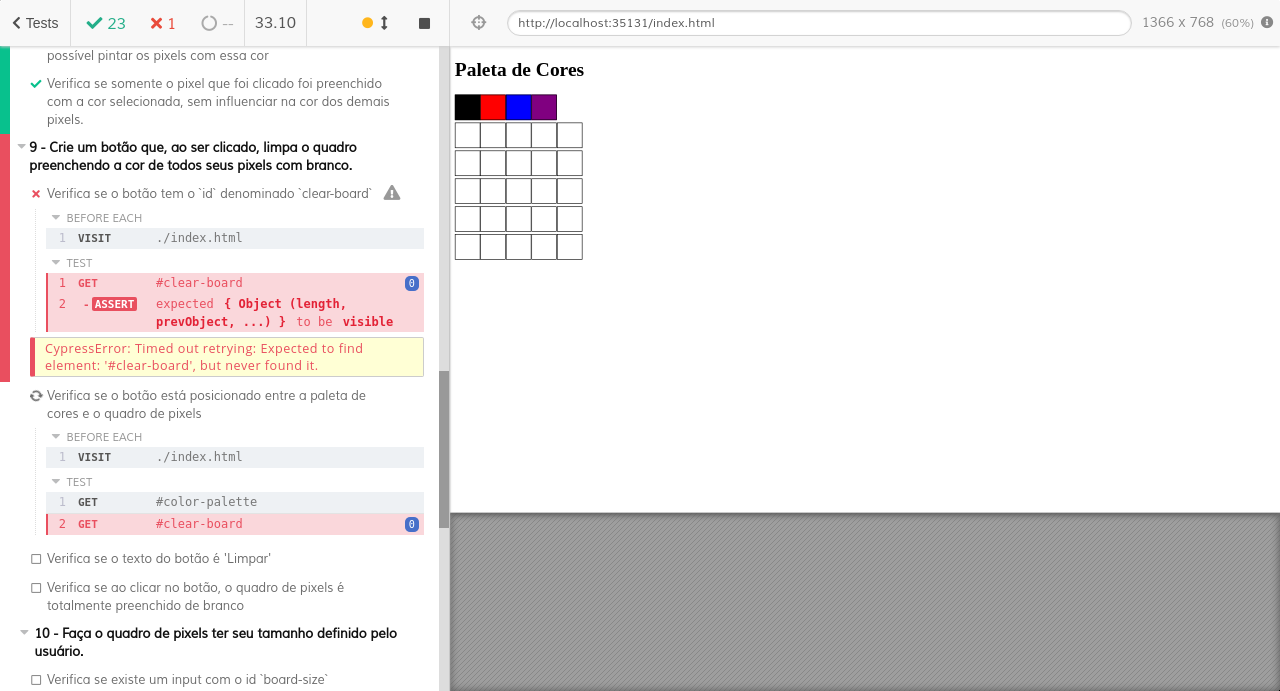 Tests
23
1
--
33.10
http://localhost:35131/index.html
1366 x 768 (60%)
possível pintar os pixels com essa cor
Verifica se somente o pixel que foi clicado foi preenchido
com a cor selecionada, sem influenciar na cor dos demais
pixels.
9 - Crie um botão que, ao ser clicado, limpa o quadro
preenchendo a cor de todos seus pixels com branco.
Verifica se o botão tem o `id` denominado `clear-board`
BEFORE EACH
1 VISIT ./index.html
TEST
1 GET #clear-board 0
2 - ASSERT expected { Object (length,
prevObject, ...) } to be visible
CypressError: Timed out retrying: Expected to find
element: '#clear-board', but never found it.
Verifica se o botão está posicionado entre a paleta de
cores e o quadro de pixels
BEFORE EACH
1 VISIT ./index.html
TEST
1 GET #color-palette
2 GET #clear-board 0
Verifica se o texto do botão é 'Limpar'
Verifica se ao clicar no botão, o quadro de pixels é
totalmente preenchido de branco
10 - Faça o quadro de pixels ter seu tamanho definido pelo
usuário.
Verifica se existe um input com o id `board-size`
Paleta de Cores